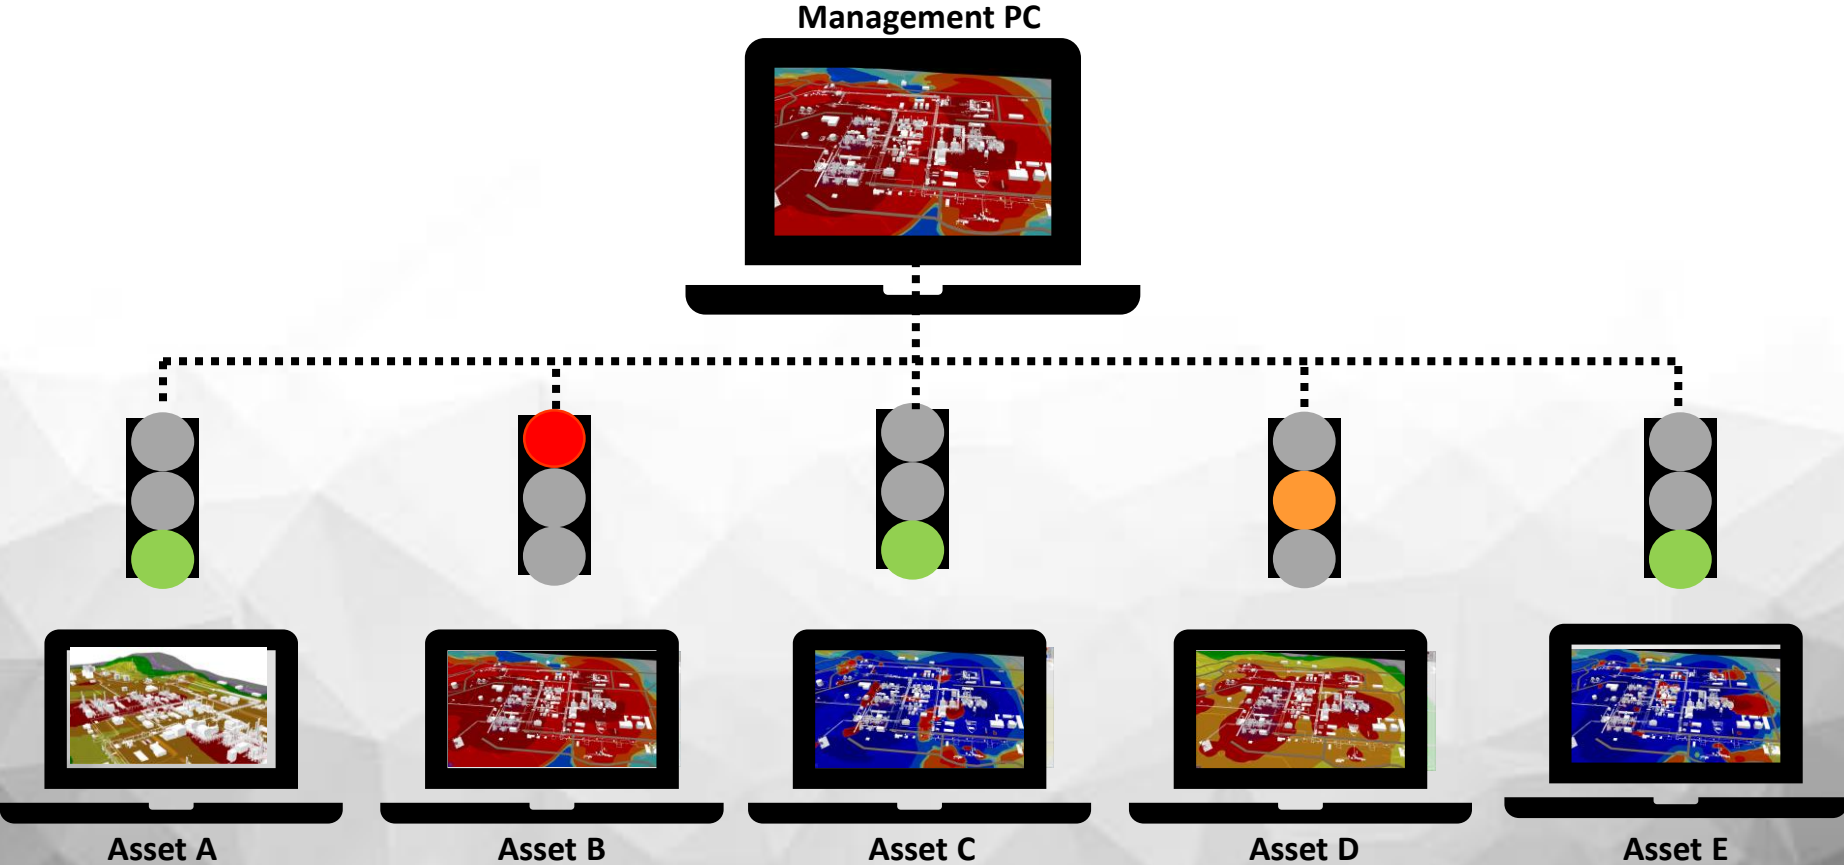 Management PC
Asset A
Asset B
Asset C
Asset D
Asset E